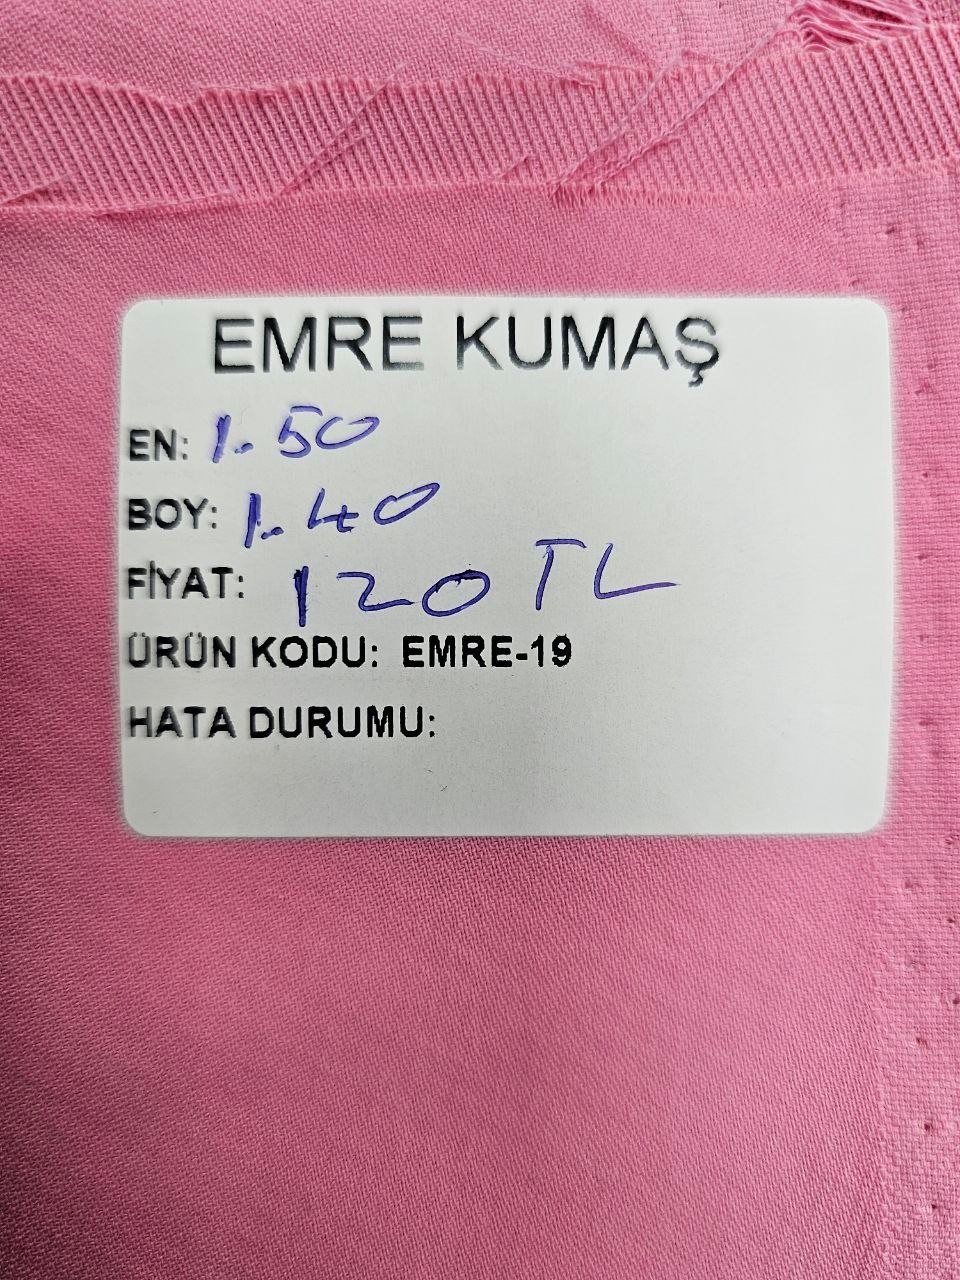 EMRE KUMAŞ
EN: 1.50
BOY: 1.40
FİYAT: 120 TL
ÜRÜN KODU: EMRE-19
HATA DURUMU: